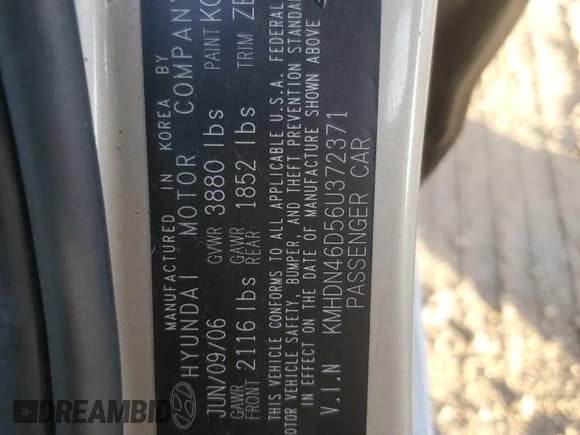 MANUFACTURED IN KOREA BY
HYUNDAI MOTOR COMPANY
JUN/09/06 GVWR 3880 lbs PAINT
GAWR FRONT 2116 lbs GAWR REAR 1852 lbs TRIM
THIS VEHICLE CONFORMS TO ALL APPLICABLE U.S.A. FEDERAL
MOTOR VEHICLE SAFETY, BUMPER, AND THEFT PREVENTION STANDAR
IN EFFECT ON THE DATE OF MANUFACTURE SHOWN ABOVE
V.I.N KMHDN46D56U372371
PASSENGER CAR
DREAMBID